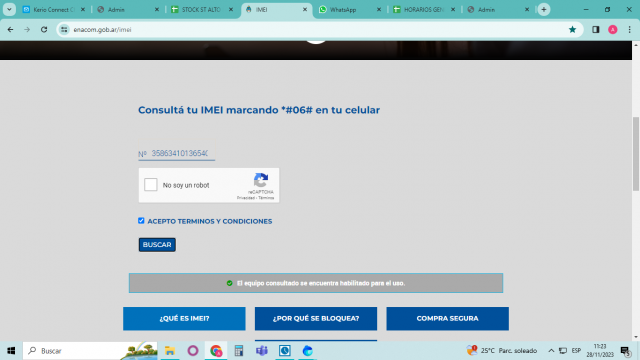 Kerio Connect
Admin
STOCK ST ALTO
IMEI
WhatsApp
HORARIOS GEN
Admin
enacom.gob.ar/imei
A
Consultá tu IMEI marcando *#06# en tu celular
Nº 3586341013654
No soy un robot
reCAPTCHA
Privacidad - Términos
ACEPTO TERMINOS Y CONDICIONES
BUSCAR
El equipo consultado se encuentra habilitado para el uso.
¿QUÉ ES IMEI?
¿POR QUÉ SE BLOQUEA?
COMPRA SEGURA
Buscar
25°C Parc. soleado
ESP
11:23
28/11/2023